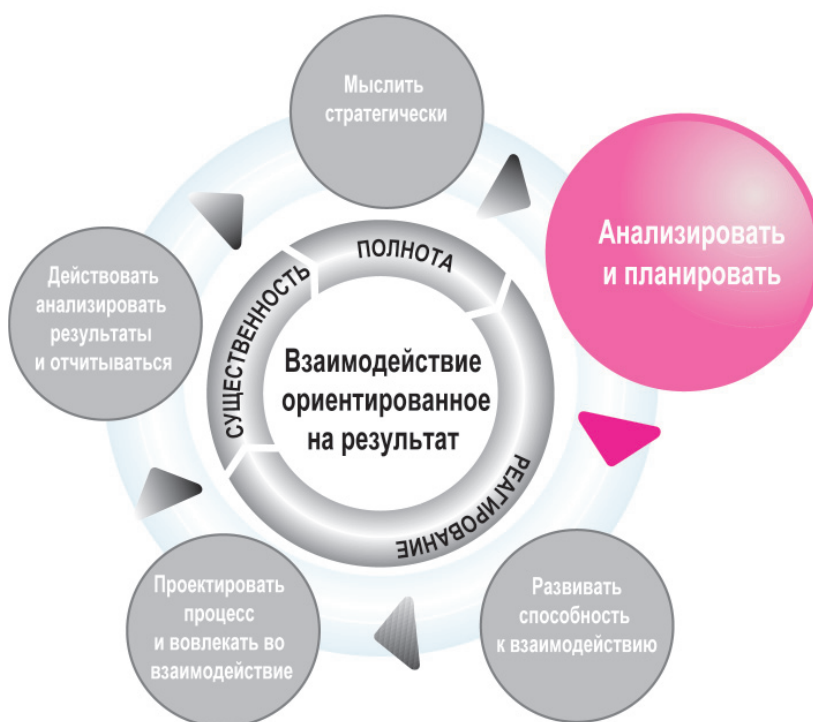 Мыслить
стратегически
Анализировать
и планировать
Развивать
способность
к взаимодействию
Проектировать
процесс
и вовлекать во
взаимодействие
Действовать
анализировать
результаты
и отчитываться
ПОЛНОТА
РЕАГИРОВАНИЕ
СУЩЕСТВЕННОСТЬ
Взаимодействие
ориентированное
на результат